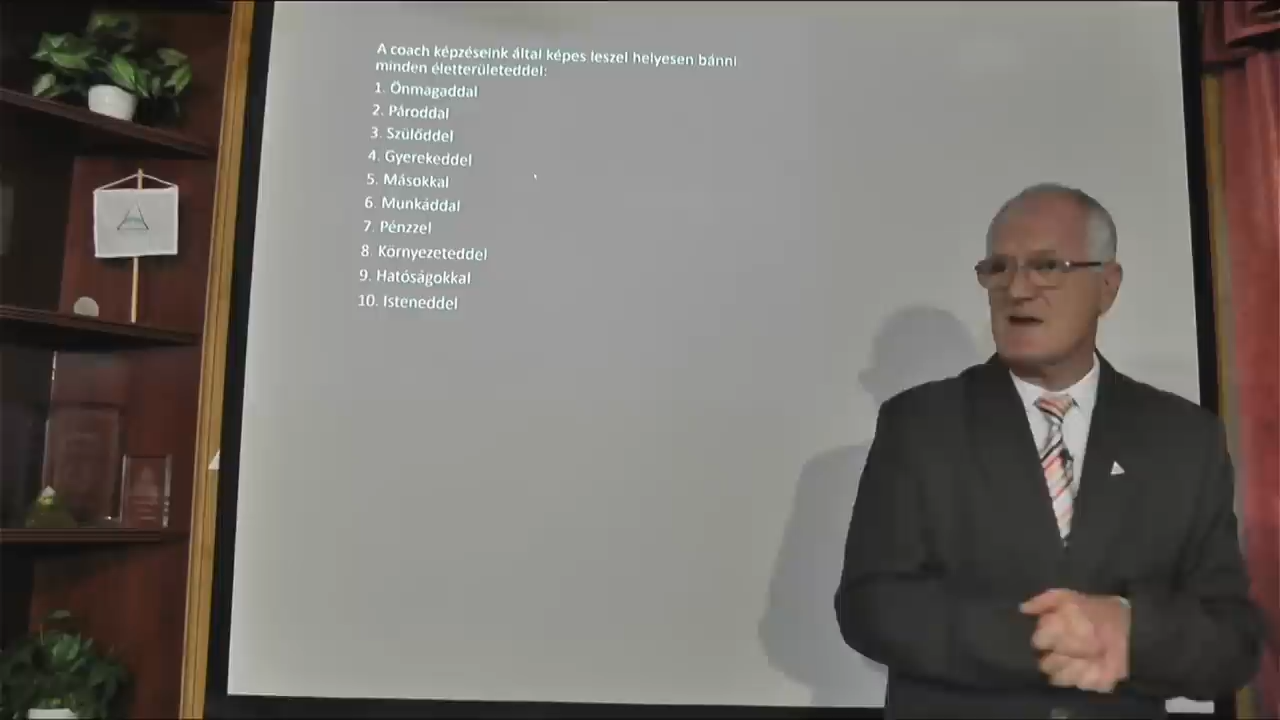 A coach képzéseink által képes leszel helyesen bánni
minden életterületeddel:
1. Önmagaddal
2. Pároddal
3. Szülőddel
4. Gyerekeddel
5. Másokkal
6. Munkáddal
7. Pénzzel
8. Környezeteddel
9. Hatóságokkal
10. Isteneddel